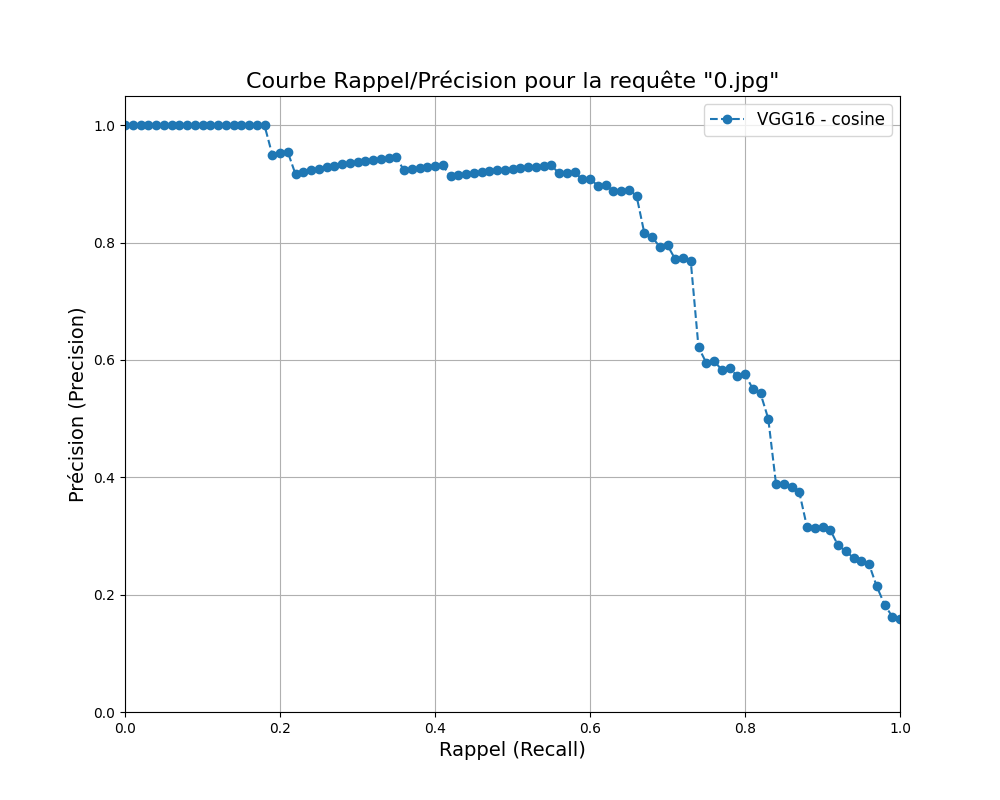 Courbe Rappel/Précision pour la requête "0.jpg"
VGG16 - cosine
1.0
0.8
0.6
0.4
0.2
0.0
Précision (Precision)
0.0 0.2 0.4 0.6 0.8 1.0
Rappel (Recall)